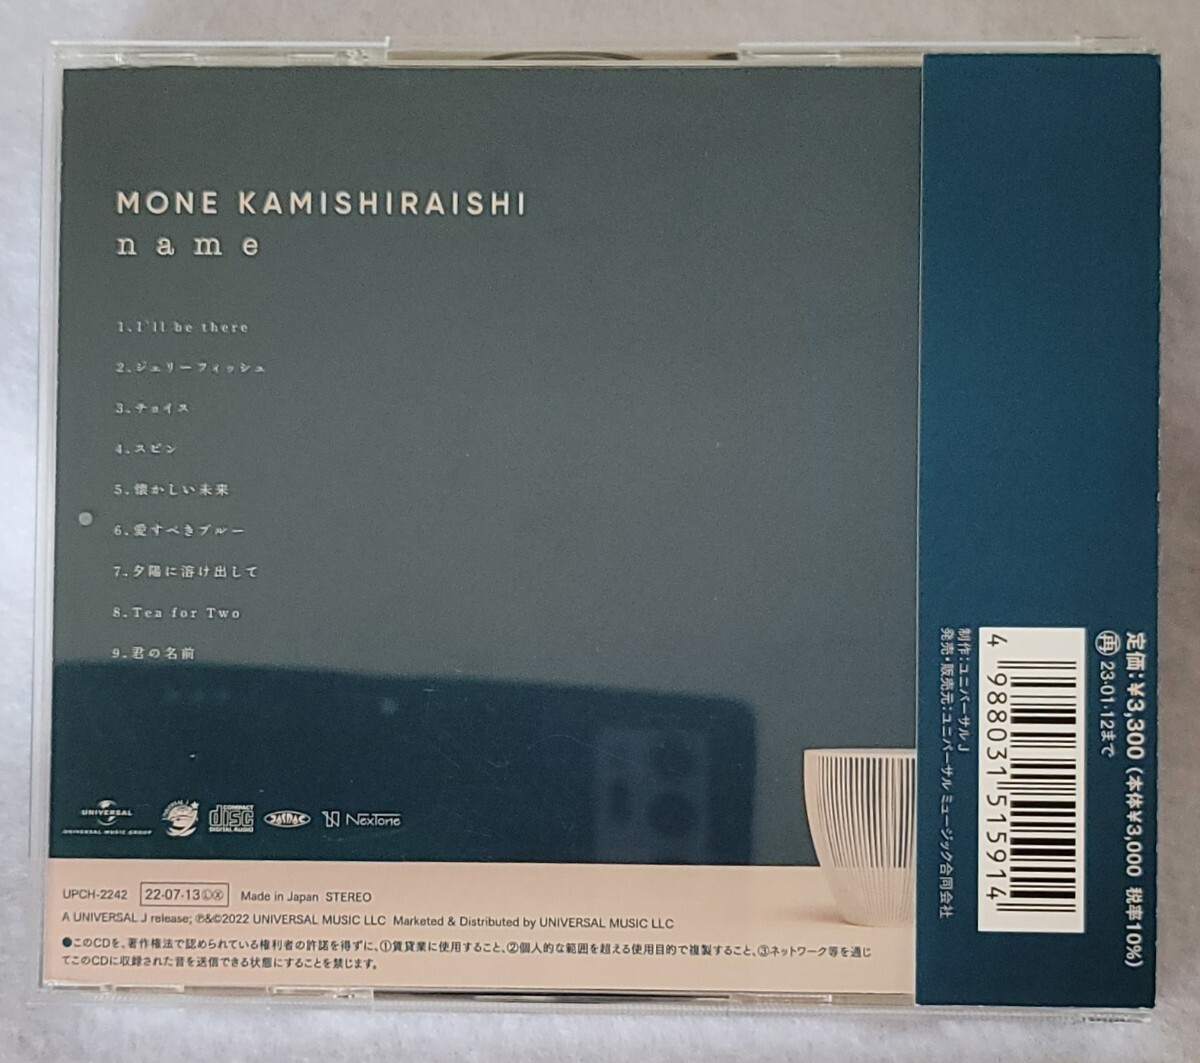 MONE KAMISHIRAISHI
name
1.I'll be there
2.ジェリーフィッシュ
3.チョイス
4.スピン
5.懐かしい未来
6.愛すべきブルー
7.夕陽に溶け出して
8.Tea for Two
9.君の名前
UNIVERSAL
UNIVERSAL MUSIC GROUP
UNIVERSAL J
COMPACT
disc
DIGITAL AUDIO
JASRAC
NexTone
UPCH-2242 22-07-13ⓁⓍ Made in Japan STEREO
A UNIVERSAL J release; ℗&©2022 UNIVERSAL MUSIC LLC Marketed & Distributed by UNIVERSAL MUSIC LLC
●このCDを、著作権法で認められている権利者の許諾を得ずに、①賃貸業に使用すること、②個人的な範囲を超える使用目的で複製すること、③ネットワーク等を通じ
てこのCDに収録された音を送信できる状態にすることを禁じます。
定価:¥3,300(本体¥3,000 税率10%)
再 23・01・12まで
4 988031 515914
制作:ユニバーサル J
発売・販売元:ユニバーサル ミュージック合同会社